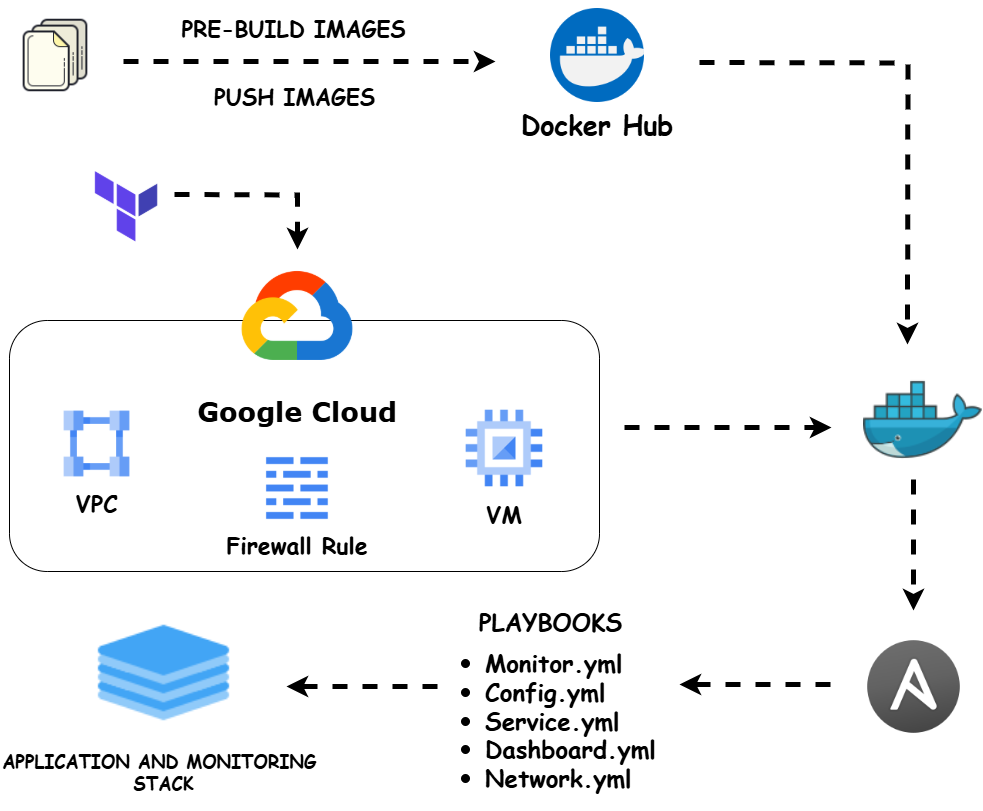 PRE-BUILD IMAGES
PUSH IMAGES
Docker Hub
Google Cloud
VPC
Firewall Rule
VM
PLAYBOOKS
• Monitor.yml
• Config.yml
• Service.yml
• Dashboard.yml
• Network.yml
APPLICATION AND MONITORING
STACK